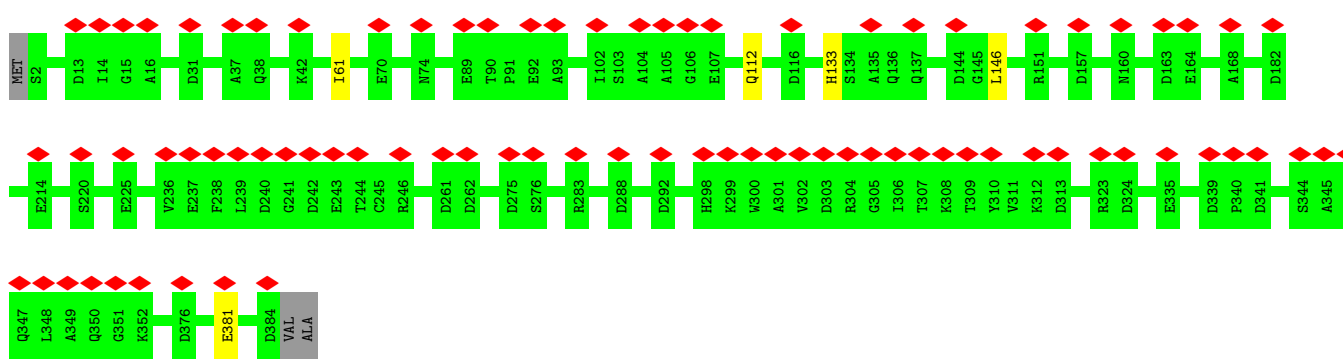 MET S2 D13 I14 G15 A16 D31 A37 Q38 K42 I61 E70 N74 E89 T90 P91 E92 A93 I102 S103 A104 A105 G106 E107 Q112 D116 H133 S134 A135 Q136 Q137 D144 G145 L146 R151 D157 N160 D163 E164 A168 D182
E214 S220 E225 V236 E237 F238 L239 D240 G241 D242 E243 T244 C245 R246 D261 D262 D275 S276 R283 D288 D292 H298 K299 W300 A301 V302 D303 R304 G305 I306 T307 K308 T309 Y310 V311 K312 D313 R323 D324 E335 D339 P340 D341 S344 A345
Q347 L348 A349 Q350 G351 K352 D376 E381 D384 VAL ALA